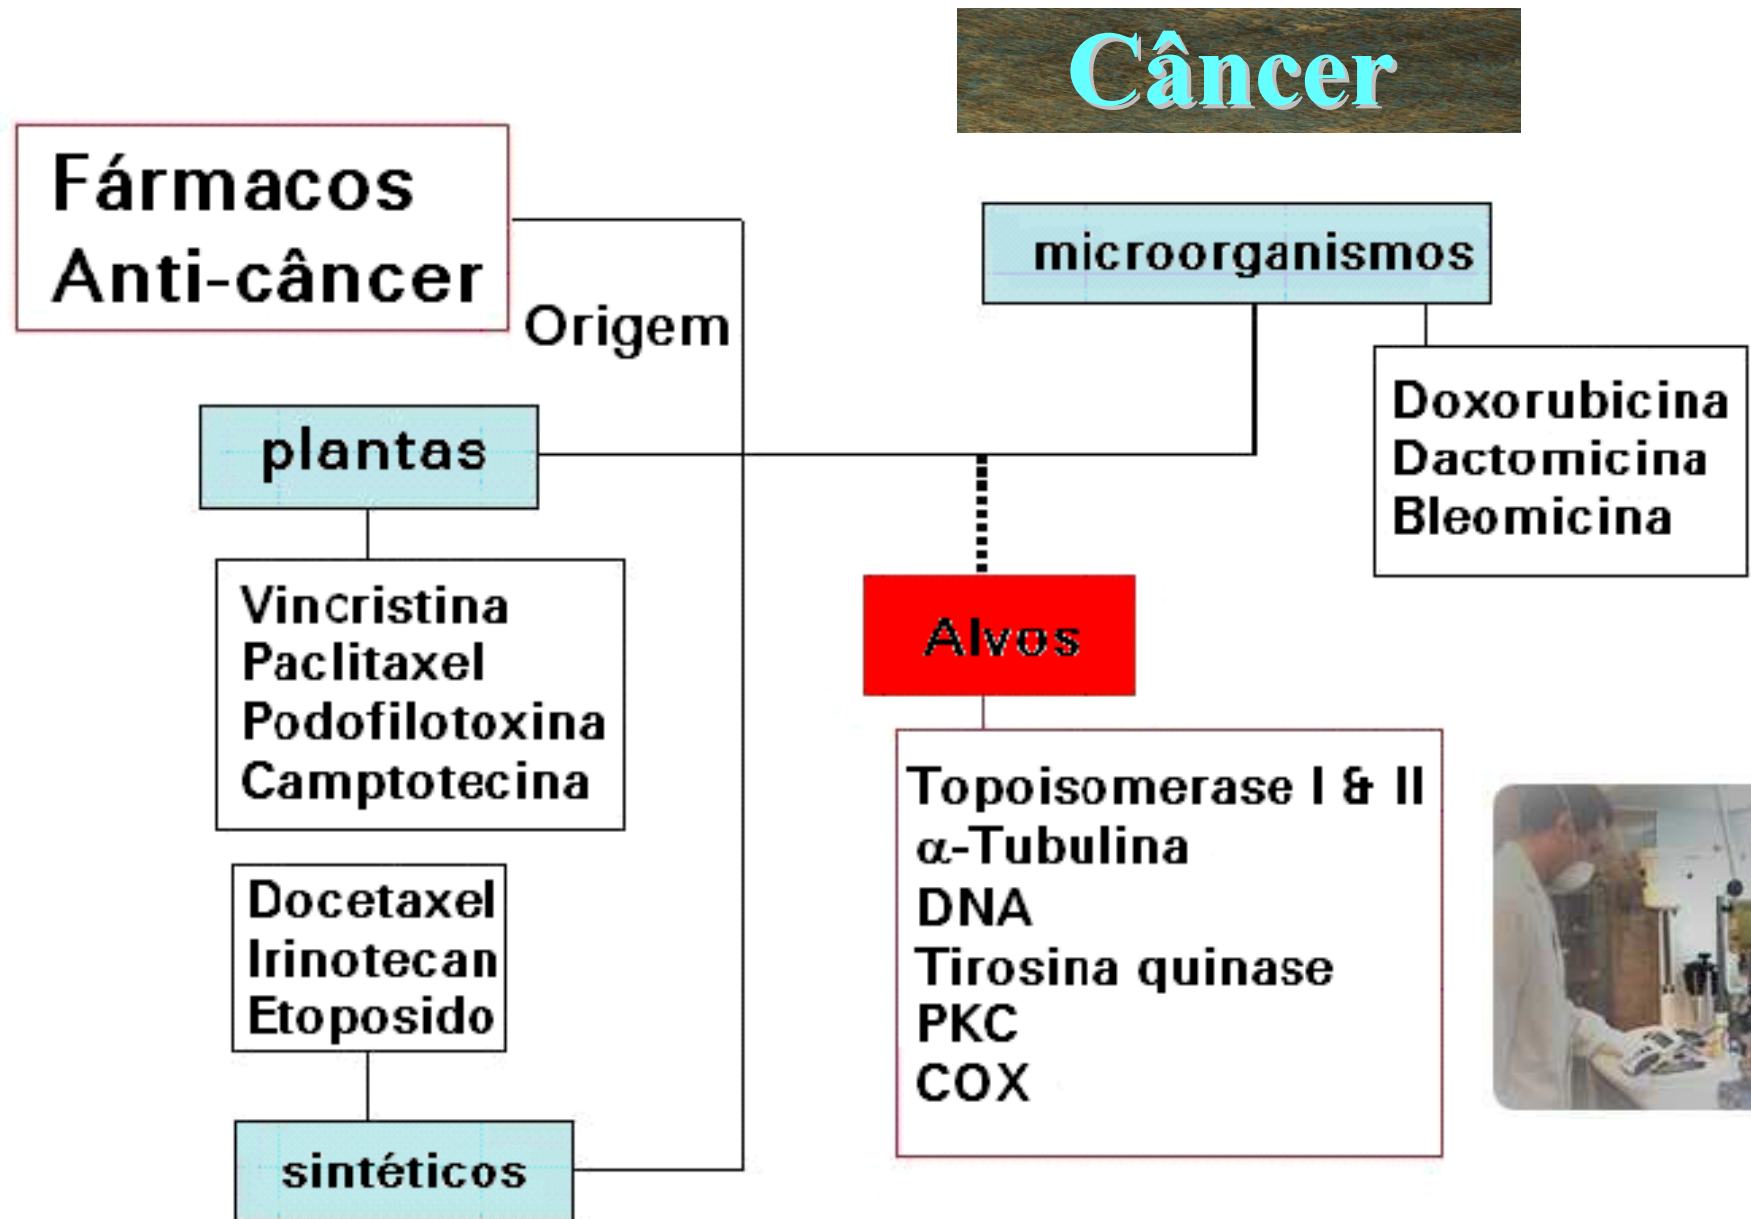 Câncer
Fármacos
Anti-câncer
Origem
microorganismos
Doxorubicina
Dactomicina
Bleomicina
plantas
Vincristina
Paclitaxel
Podofilotoxina
Camptotecina
Alvos
Topoisomerase I & II
α-Tubulina
DNA
Tirosina quinase
PKC
COX
Docetaxel
Irinotecan
Etoposido
sintéticos